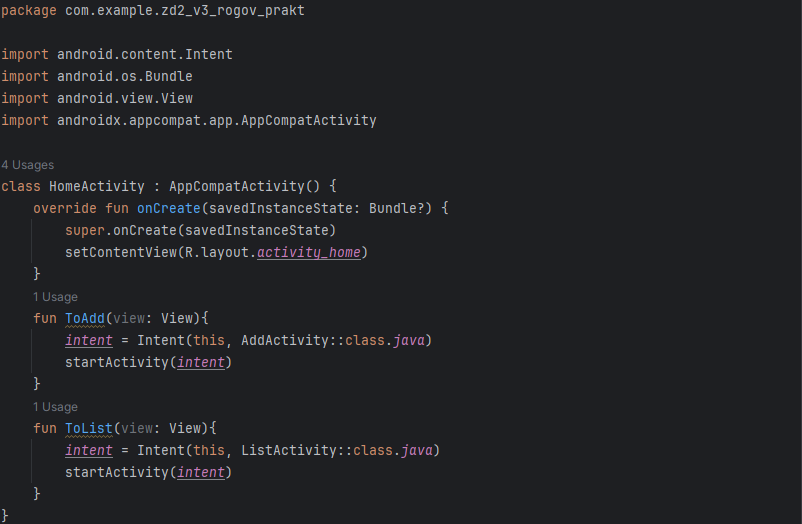 package com.example.zd2_v3_rogov_prakt
import android.content.Intent
import android.os.Bundle
import android.view.View
import androidx.appcompat.app.AppCompatActivity
4 Usages
class HomeActivity : AppCompatActivity() {
    override fun onCreate(savedInstanceState: Bundle?) {
        super.onCreate(savedInstanceState)
        setContentView(R.layout.activity_home)
    }
    1 Usage
    fun ToAdd(view: View){
        intent = Intent(this, AddActivity::class.java)
        startActivity(intent)
    }
    1 Usage
    fun ToList(view: View){
        intent = Intent(this, ListActivity::class.java)
        startActivity(intent)
    }
}